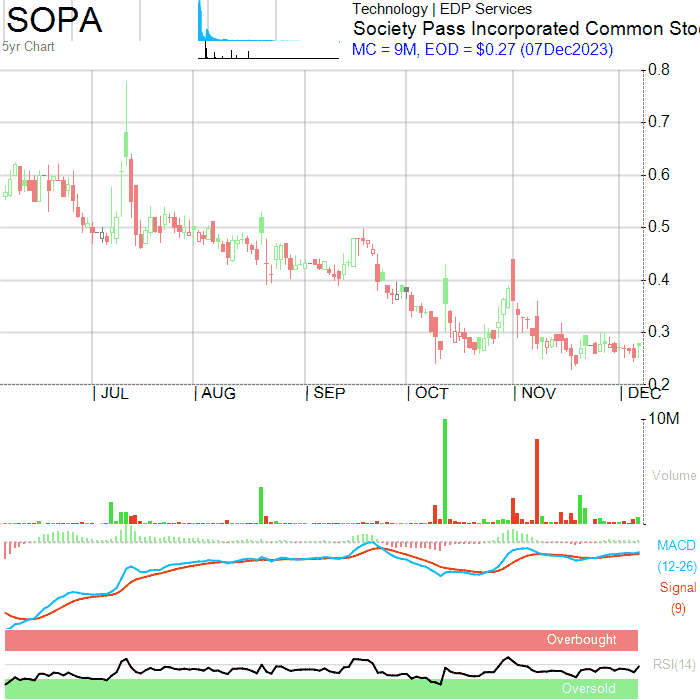 SOPA
5yr Chart
Technology | EDP Services
Society Pass Incorporated Common Sto
MC = 9M, EOD = $0.27 (07Dec2023)
0.8
0.7
0.6
0.5
0.4
0.3
0.2
| JUL | AUG | SEP | OCT | NOV | DEC
10M
Volume
MACD
(12-26)
Signal
(9)
Overbought
RSI(14)
Oversold